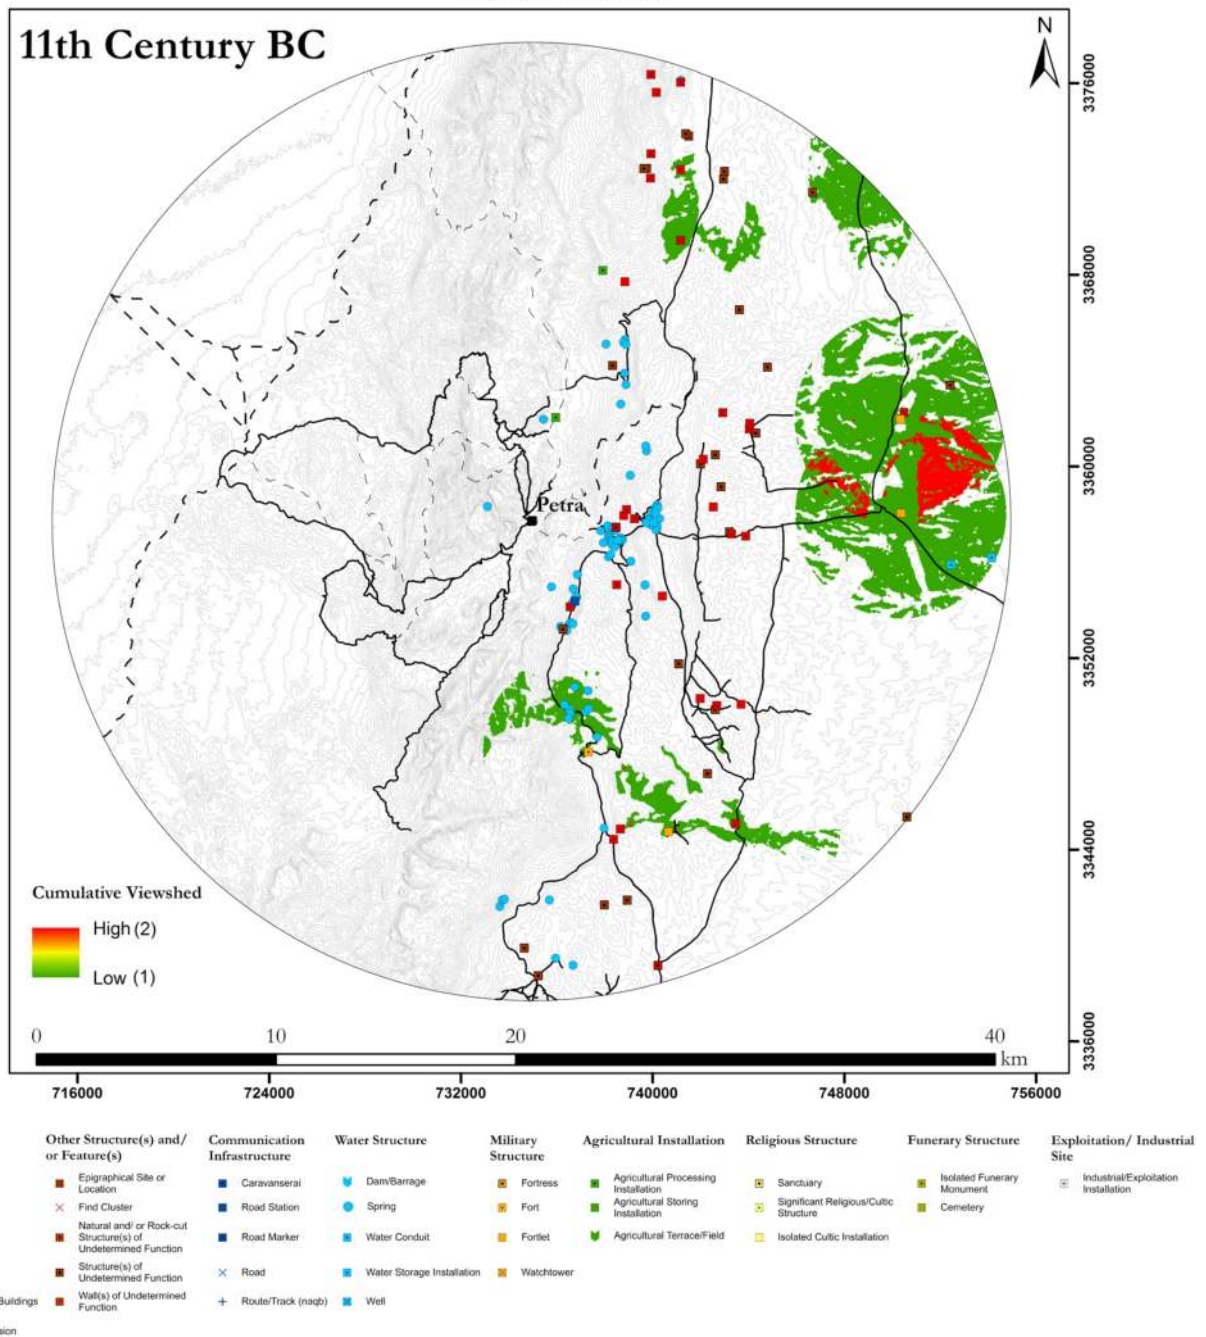 11th Century BC
N
3376000
3368000
3360000
3352000
3344000
3336000
Petra
Cumulative Viewshed
High (2)
Low (1)
0 10 20 40
km
716000 724000 732000 740000 748000 756000
Other Structure(s) and/
or Feature(s)
Epigraphical Site or
Location
Find Cluster
Natural and/ or Rock-cut
Structure(s) of
Undetermined Function
Structure(s) of
Undetermined Function
Wall(s) of Undetermined
Function
Buildings
sion
Communication
Infrastructure
Caravanserai
Road Station
Road Marker
Road
Route/Track (naqb)
Water Structure
Dam/Barrage
Spring
Water Conduit
Water Storage Installation
Well
Military
Structure
Fortress
Fort
Fortlet
Watchtower
Agricultural Installation
Agricultural Processing
Installation
Agricultural Storing
Installation
Agricultural Terrace/Field
Religious Structure
Sanctuary
Significant Religious/Cultic
Structure
Isolated Cultic Installation
Funerary Structure
Isolated Funerary
Monument
Cemetery
Exploitation/ Industrial
Site
Industrial/Exploitation
Installation